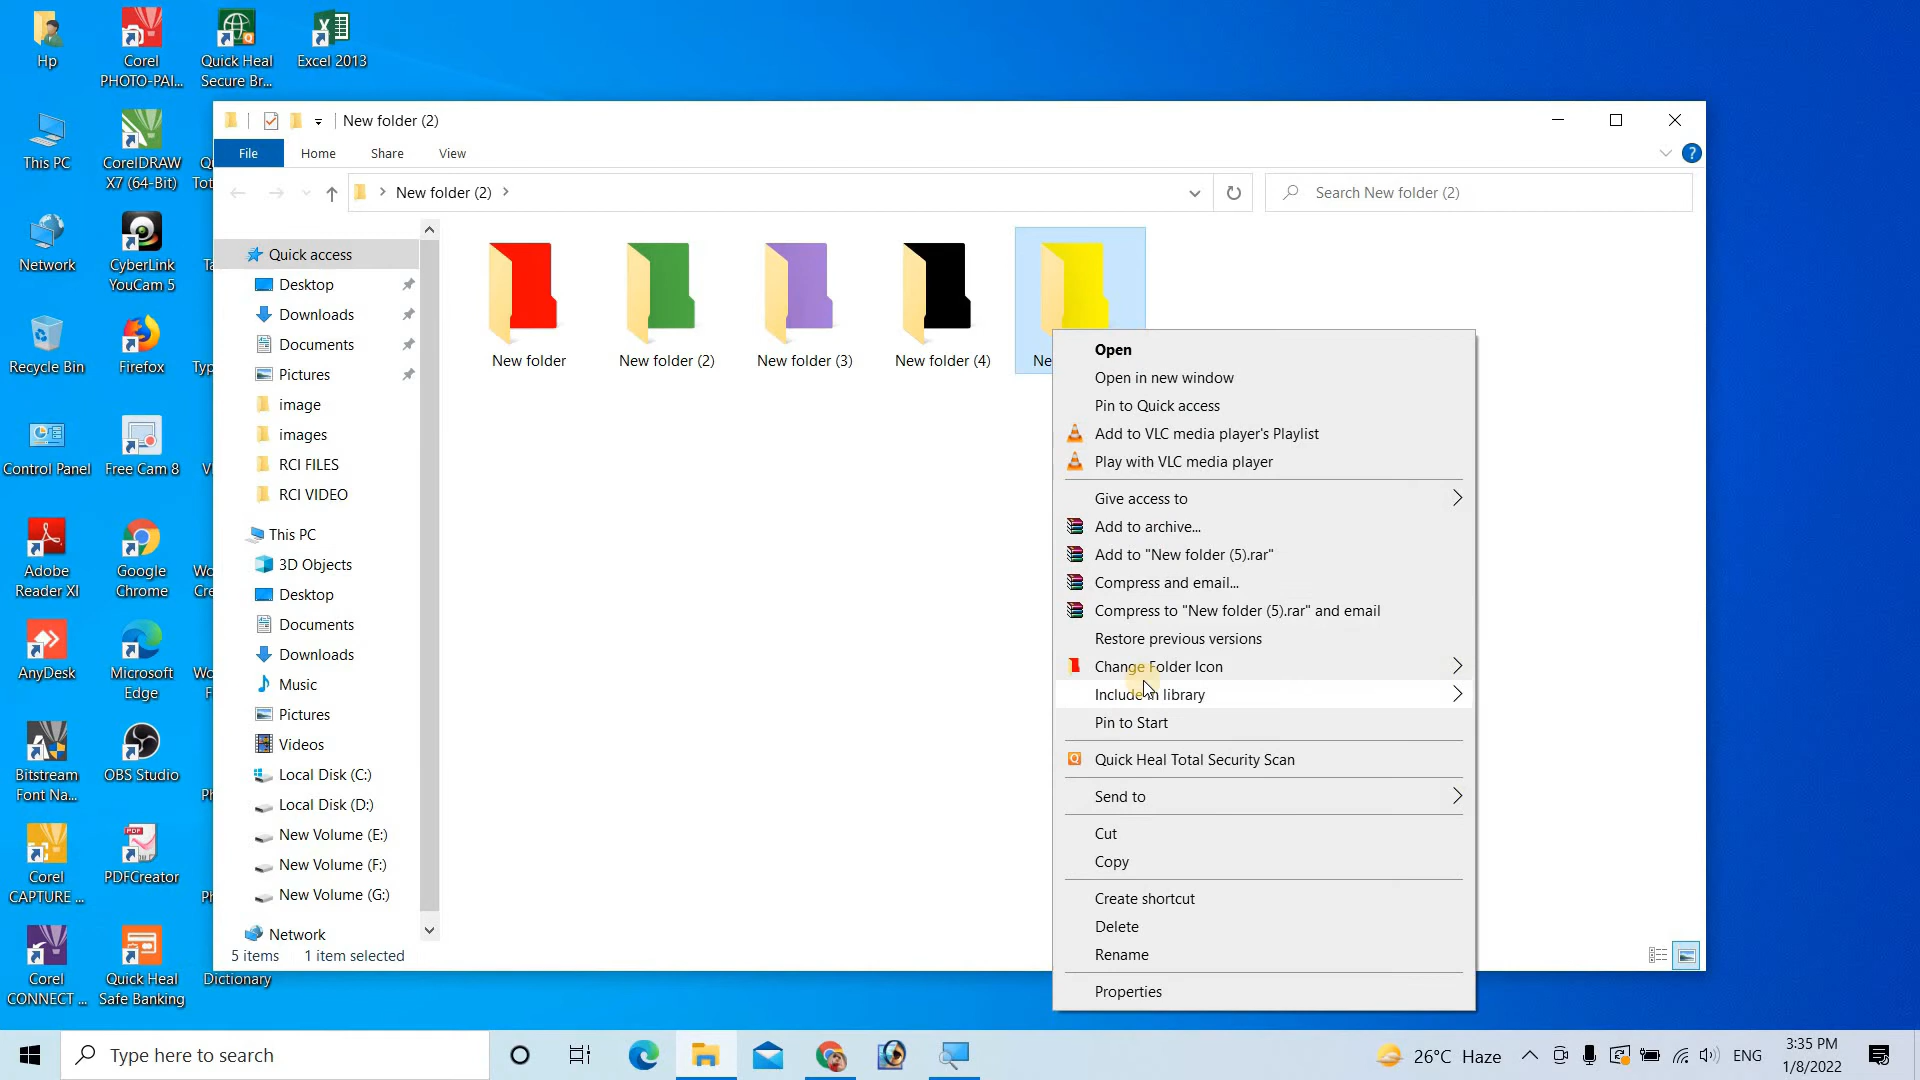 Hp
Corel
PHOTO-PAI...
Quick Heal
Secure Br...
Excel 2013
This PC
CorelDRAW
X7 (64-Bit)
Network
CyberLink
YouCam 5
Recycle Bin
Firefox
Control Panel
Free Cam 8
Adobe
Reader XI
Google
Chrome
AnyDesk
Microsoft
Edge
Bitstream
Font Na...
OBS Studio
Corel
CAPTURE ...
PDFCreator
Corel
CONNECT ...
Quick Heal
Safe Banking
Dictionary
New folder (2)
File
Home
Share
View
New folder (2)
Search New folder (2)
Quick access
Desktop
Downloads
Documents
Pictures
image
images
RCI FILES
RCI VIDEO
This PC
3D Objects
Desktop
Documents
Downloads
Music
Pictures
Videos
Local Disk (C:)
Local Disk (D:)
New Volume (E:)
New Volume (F:)
New Volume (G:)
Network
5 items
1 item selected
New folder
New folder (2)
New folder (3)
New folder (4)
Ne
Open
Open in new window
Pin to Quick access
Add to VLC media player's Playlist
Play with VLC media player
Give access to
Add to archive...
Add to "New folder (5).rar"
Compress and email...
Compress to "New folder (5).rar" and email
Restore previous versions
Change Folder Icon
Include in library
Pin to Start
Quick Heal Total Security Scan
Send to
Cut
Copy
Create shortcut
Delete
Rename
Properties
Type here to search
26°C Haze
ENG
3:35 PM
1/8/2022